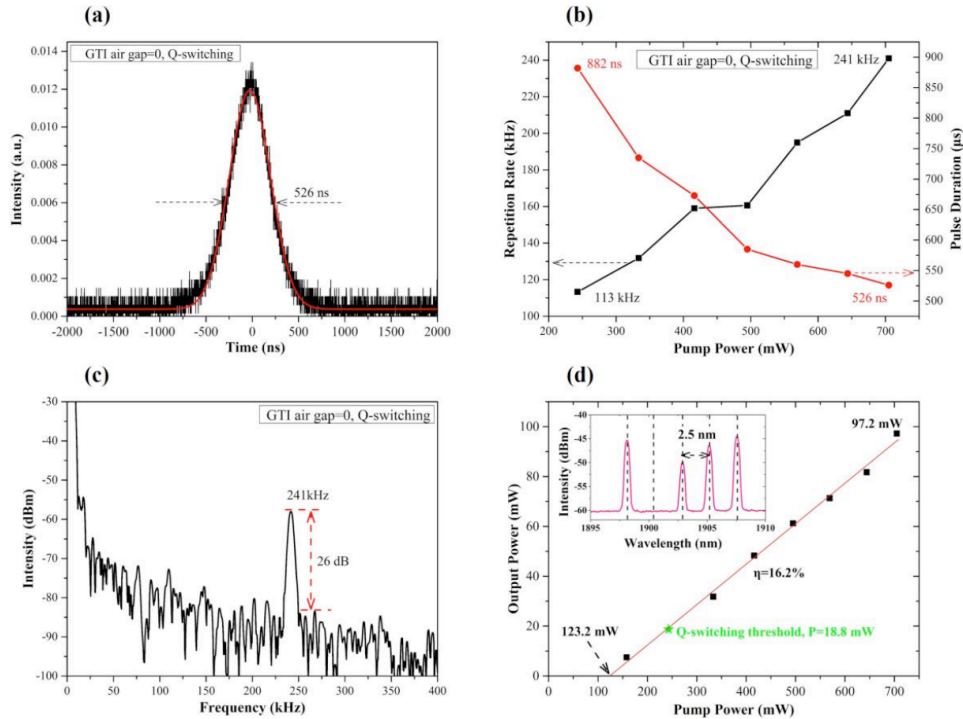 (a)
GTI air gap=0, Q-switching
0.014
0.012
0.010
0.008
0.006
0.004
0.002
0.000
Intensity (a.u.)
526 ns
-2000 -1500 -1000 -500 0 500 1000 1500 2000
Time (ns)
(b)
GTI air gap=0, Q-switching
882 ns
241 kHz
113 kHz
526 ns
240
220
200
180
160
140
120
100
Repetition Rate (kHz)
900
850
800
750
700
650
600
550
500
Pulse Duration (μs)
200 300 400 500 600 700
Pump Power (mW)
(c)
GTI air gap=0, Q-switching
-30
-40
-50
-60
-70
-80
-90
-100
Intensity (dBm)
241kHz
26 dB
0 50 100 150 200 250 300 350 400
Frequency (kHz)
(d)
100
80
60
40
20
0
Output Power (mW)
-40
-45
-50
-55
-60
Intensity (dBm)
2.5 nm
1895 1900 1905 1910
Wavelength (nm)
97.2 mW
η=16.2%
Q-switching threshold, P=18.8 mW
123.2 mW
0 100 200 300 400 500 600 700
Pump Power (mW)